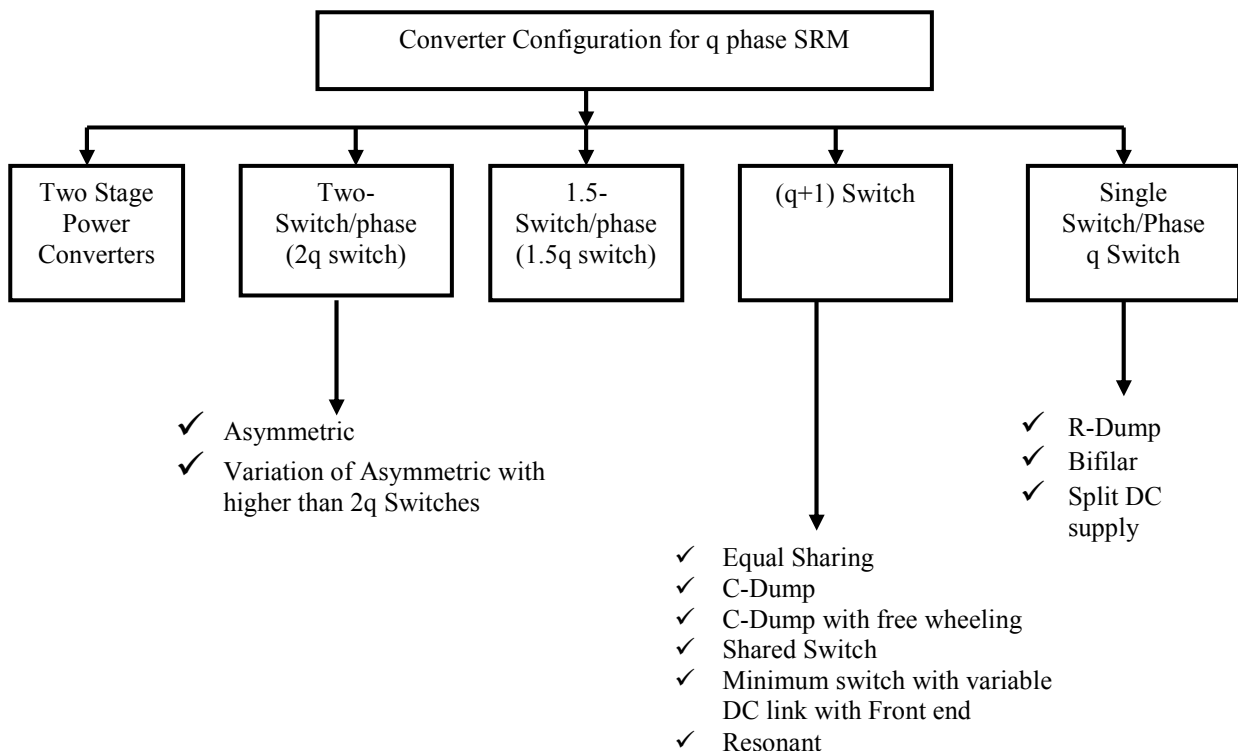 Converter Configuration for q phase SRM
Two Stage
Power
Converters
Two-
Switch/phase
(2q switch)
1.5-
Switch/phase
(1.5q switch)
(q+1) Switch
Single
Switch/Phase
q Switch
✓ Asymmetric
✓ Variation of Asymmetric with
higher than 2q Switches
✓ Equal Sharing
✓ C-Dump
✓ C-Dump with free wheeling
✓ Shared Switch
✓ Minimum switch with variable
DC link with Front end
✓ Resonant
✓ R-Dump
✓ Bifilar
✓ Split DC
supply